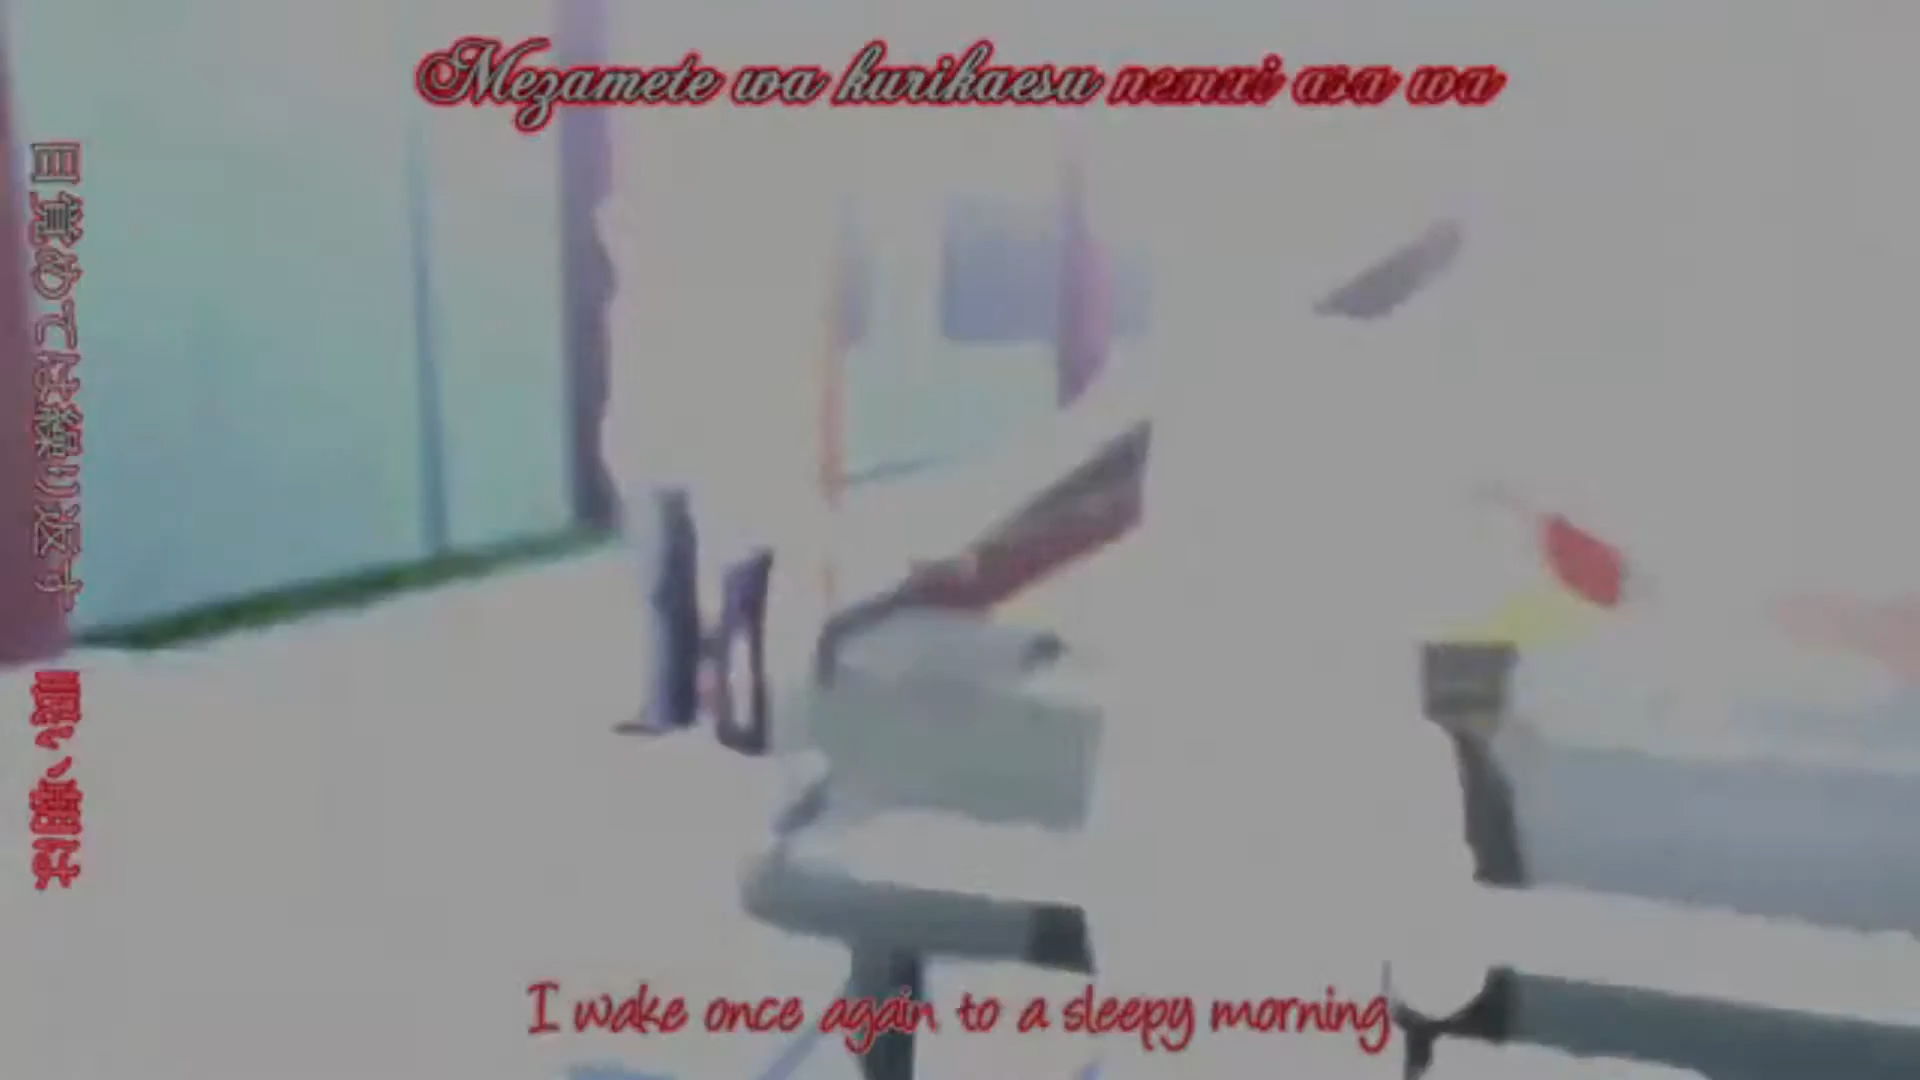 Mezamete wa kurikaesu nemui asa wa
目覚めては繰り返す 眠い朝は
I wake once again to a sleepy morning